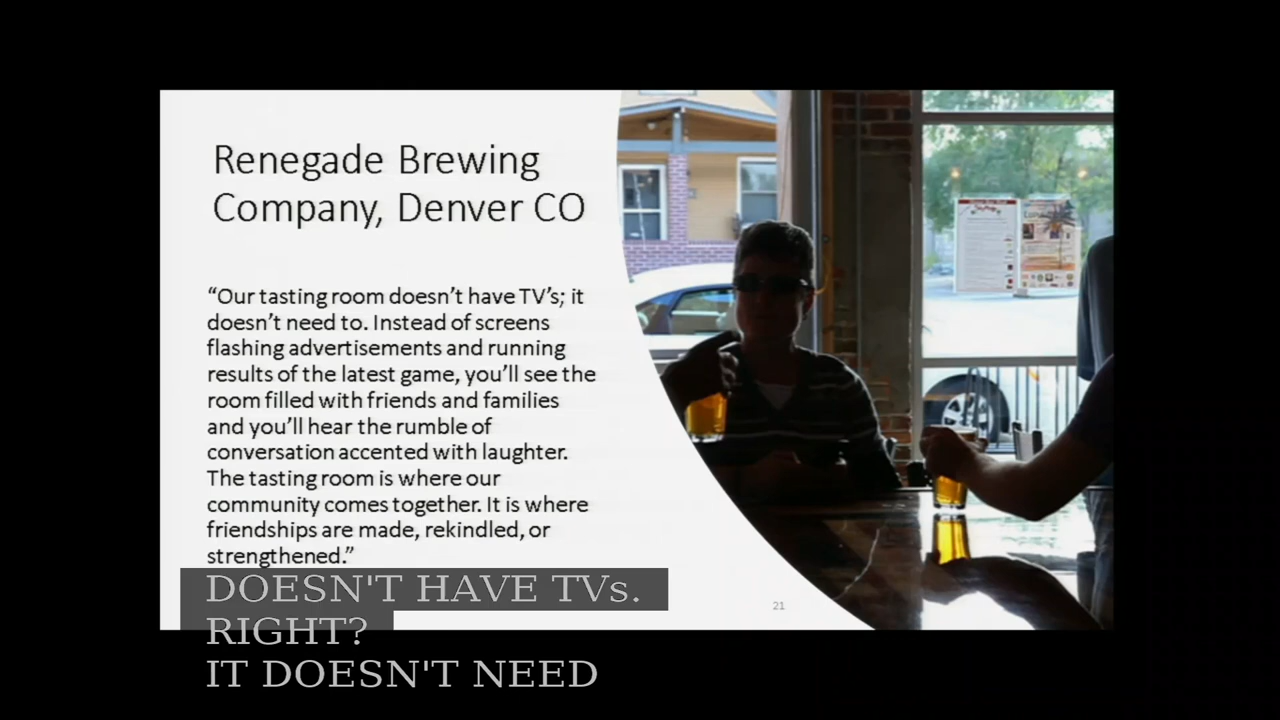 Renegade Brewing
Company, Denver CO
“Our tasting room doesn’t have TV’s; it
doesn’t need to. Instead of screens
flashing advertisements and running
results of the latest game, you’ll see the
room filled with friends and families
and you’ll hear the rumble of
conversation accented with laughter.
The tasting room is where our
community comes together. It is where
friendships are made, rekindled, or
strengthened.”
21
DOESN'T HAVE TVs.
RIGHT?
IT DOESN'T NEED